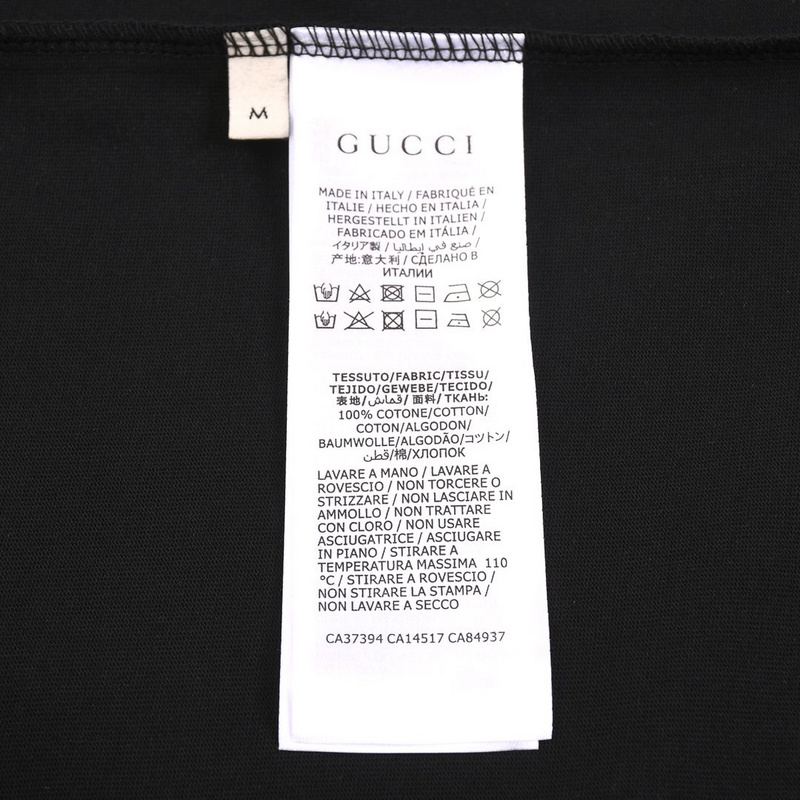 M
GUCCI
MADE IN ITALY / FABRIQUÉ EN
ITALIE / HECHO EN ITALIA /
HERGESTELLT IN ITALIEN /
FABRICADO EM ITÁLIA /
イタリア製 / صنع في إيطاليا /
产地:意大利 / СДЕЛАНО В
ИТАЛИИ
TESSUTO/FABRIC/TISSU/
TEJIDO/GEWEBE/TECIDO/
表地/قماش/ 面料/ТКАНЬ:
100% COTONE/COTTON/
COTON/ALGODON/
BAUMWOLLE/ALGODÃO/コットン/
قطن/棉/ХЛОПОК
LAVARE A MANO / LAVARE A
ROVESCIO / NON TORCERE O
STRIZZARE / NON LASCIARE IN
AMMOLLO / NON TRATTARE
CON CLORO / NON USARE
ASCIUGATRICE / ASCIUGARE
IN PIANO / STIRARE A
TEMPERATURA MASSIMA 110
°C / STIRARE A ROVESCIO /
NON STIRARE LA STAMPA /
NON LAVARE A SECCO
CA37394 CA14517 CA84937